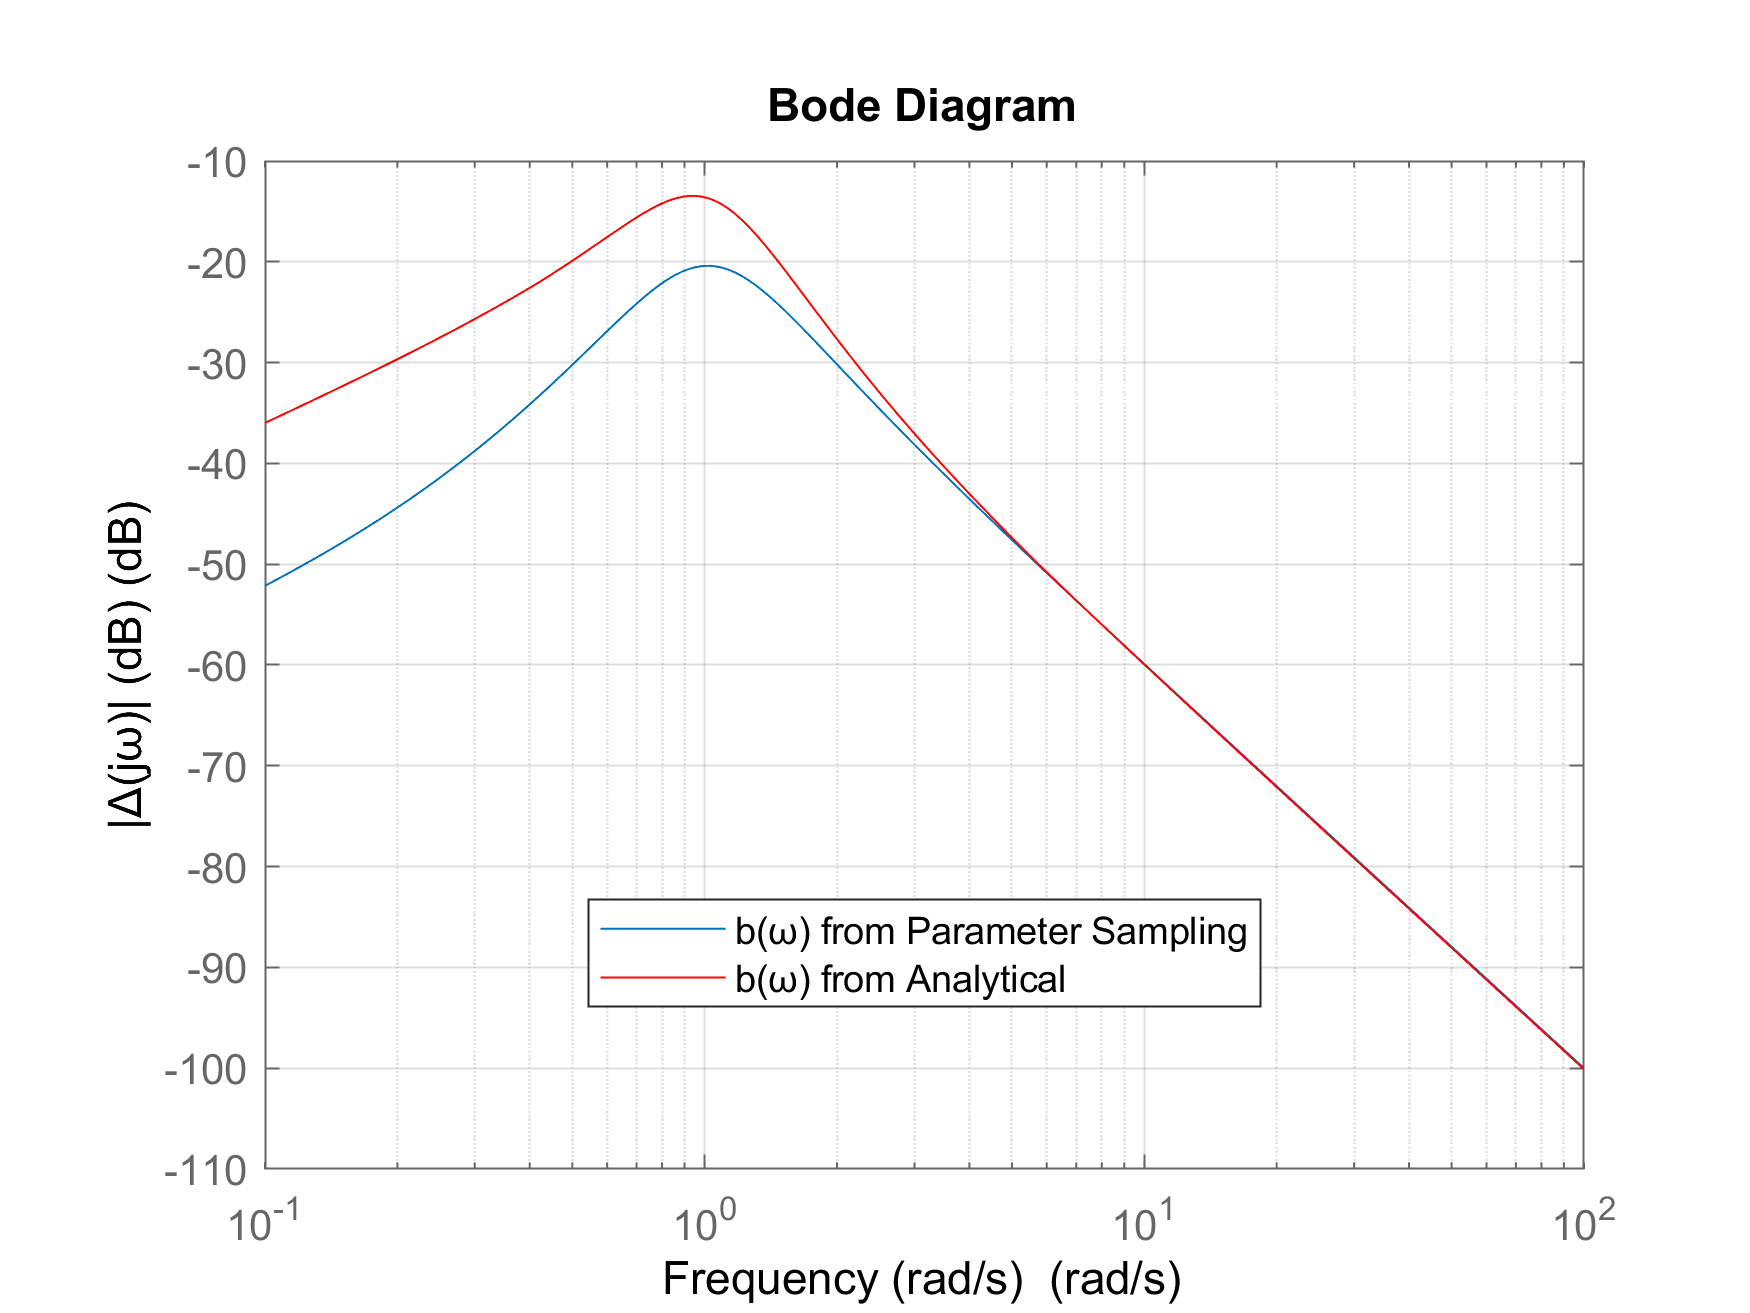 Bode Diagram
|Δ(jω)| (dB) (dB)
-10
-20
-30
-40
-50
-60
-70
-80
-90
-100
-110
b(ω) from Parameter Sampling
b(ω) from Analytical
10^-1 10^0 10^1 10^2
Frequency (rad/s) (rad/s)